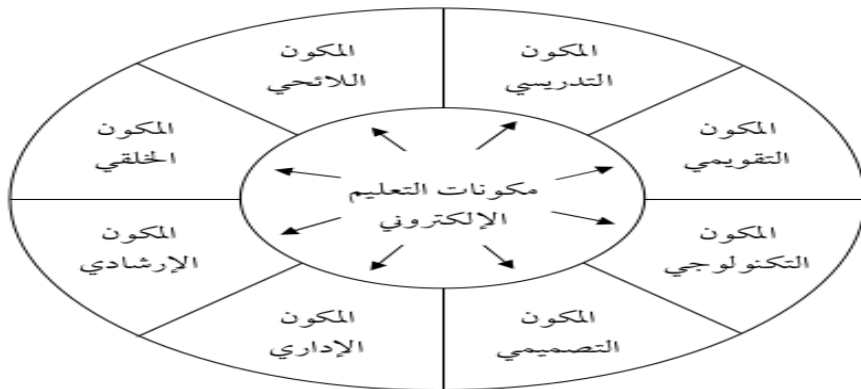 المكون
التدريسي
المكون
اللائحي
المكون
التقويمي
المكون
الخلقي
مكونات التعليم
الإلكتروني
المكون
التكنولوجي
المكون
الإرشادي
المكون
التصميمي
المكون
الإداري